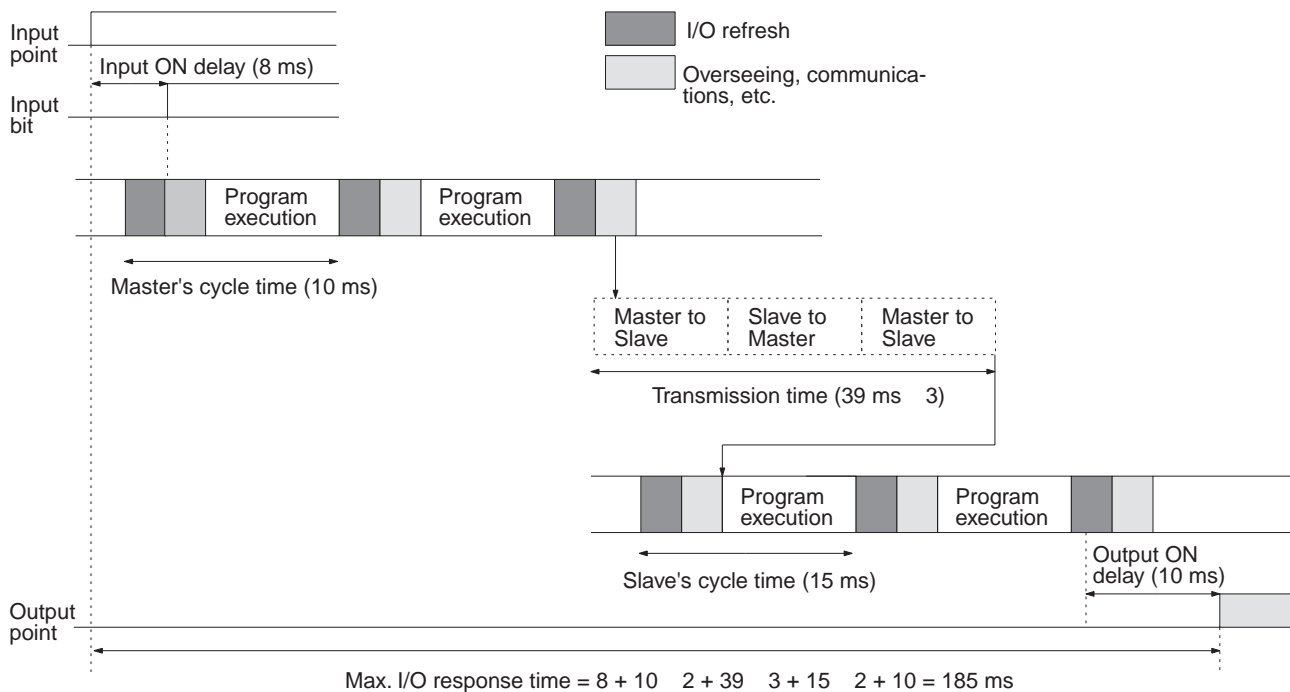 Input
point
I/O refresh
Input ON delay (8 ms)
Overseeing, communica-
tions, etc.
Input
bit
Program
execution
Program
execution
Master's cycle time (10 ms)
Master to
Slave
Slave to
Master
Master to
Slave
Transmission time (39 ms 3)
Program
execution
Program
execution
Output ON
delay (10 ms)
Slave's cycle time (15 ms)
Output
point
Max. I/O response time = 8 + 10 2 + 39 3 + 15 2 + 10 = 185 ms